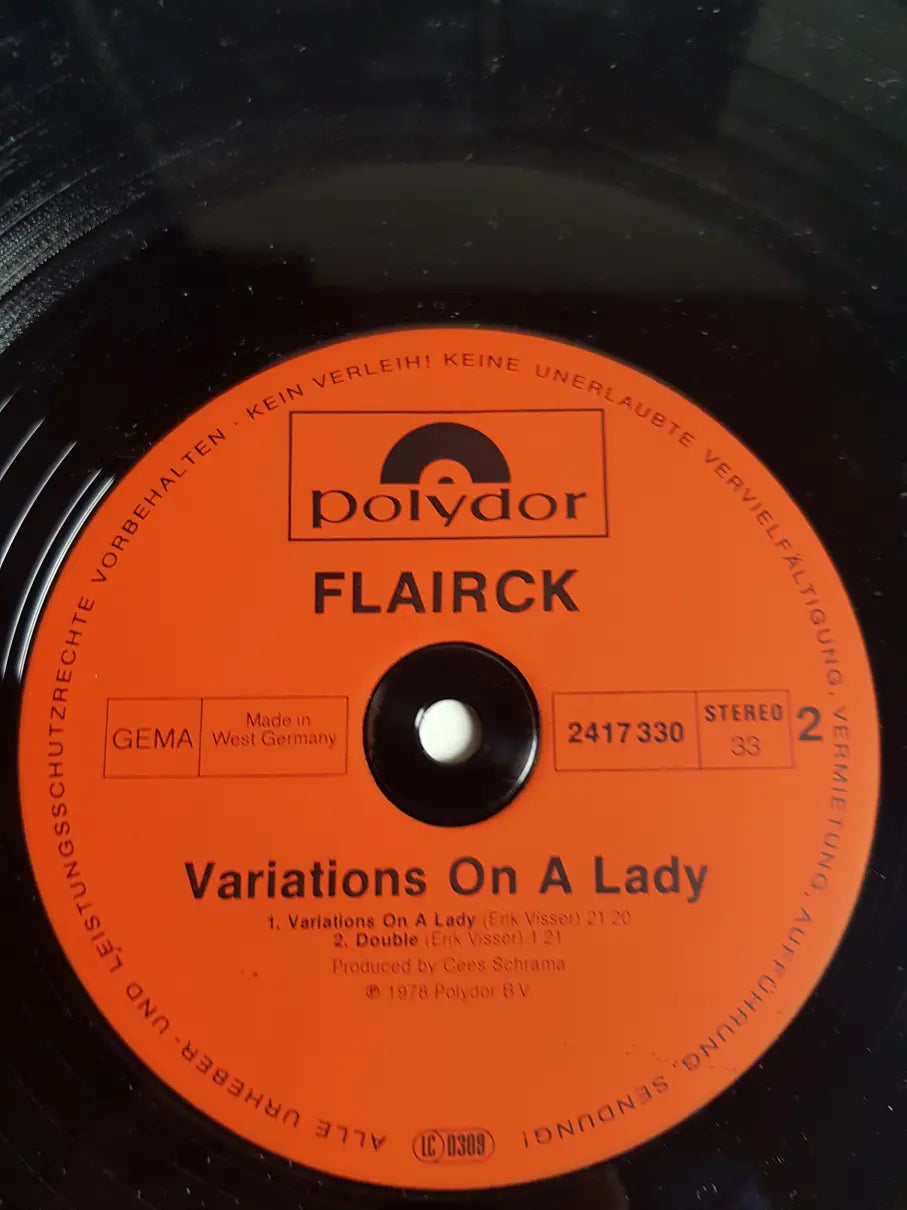 ALLE URHEBER- UND LEISTUNGSSCHUTZRECHTE VORBEHALTEN · KEIN VERLEIH! KEINE UNERLAUBTE VERVIELFÄLTIGUNG, VERMIETUNG, AUFFÜHRUNG, SENDUNG!
polydor
FLAIRCK
GEMA
Made in
West Germany
2417 330
STEREO
33
2
Variations On A Lady
1. Variations On A Lady (Erik Visser) 21:20
2. Double (Erik Visser) 1:21
Produced by Cees Schrama
℗ 1978 Polydor B.V.
LC 0309